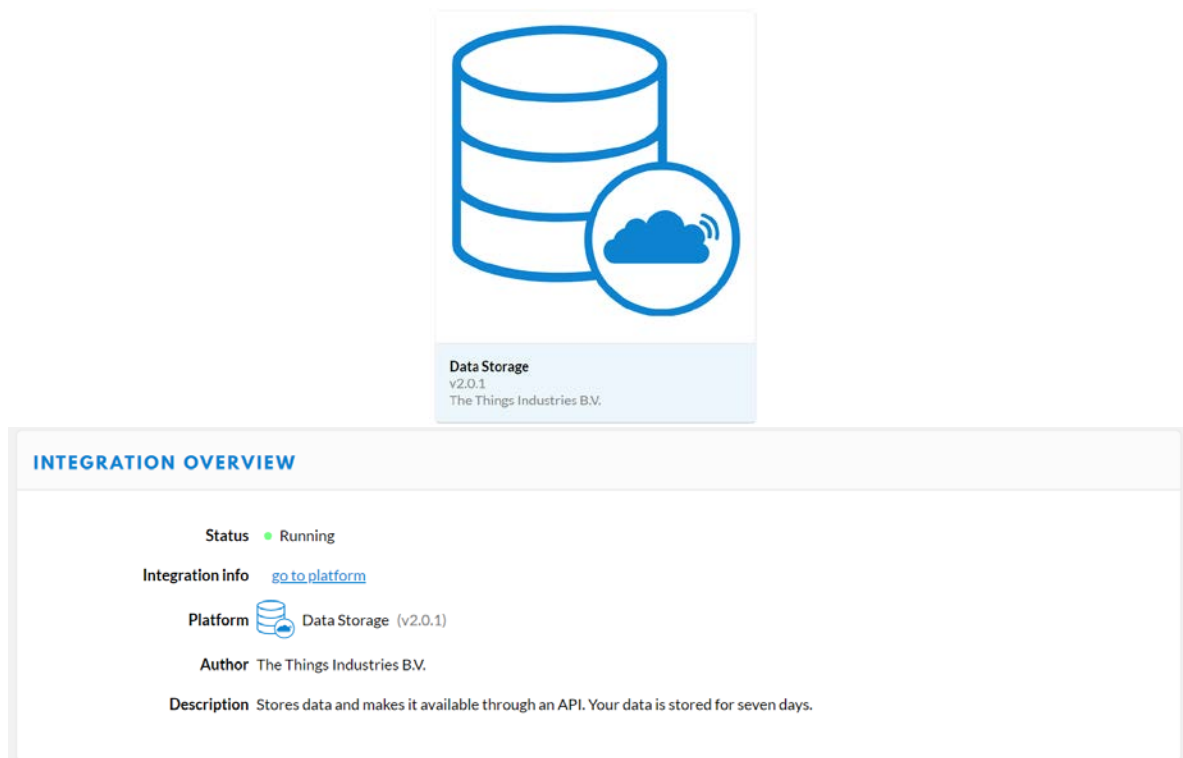 Data Storage
v2.0.1
The Things Industries B.V.
INTEGRATION OVERVIEW
Status Running
Integration info go to platform
Platform Data Storage (v2.0.1)
Author The Things Industries B.V.
Description Stores data and makes it available through an API. Your data is stored for seven days.